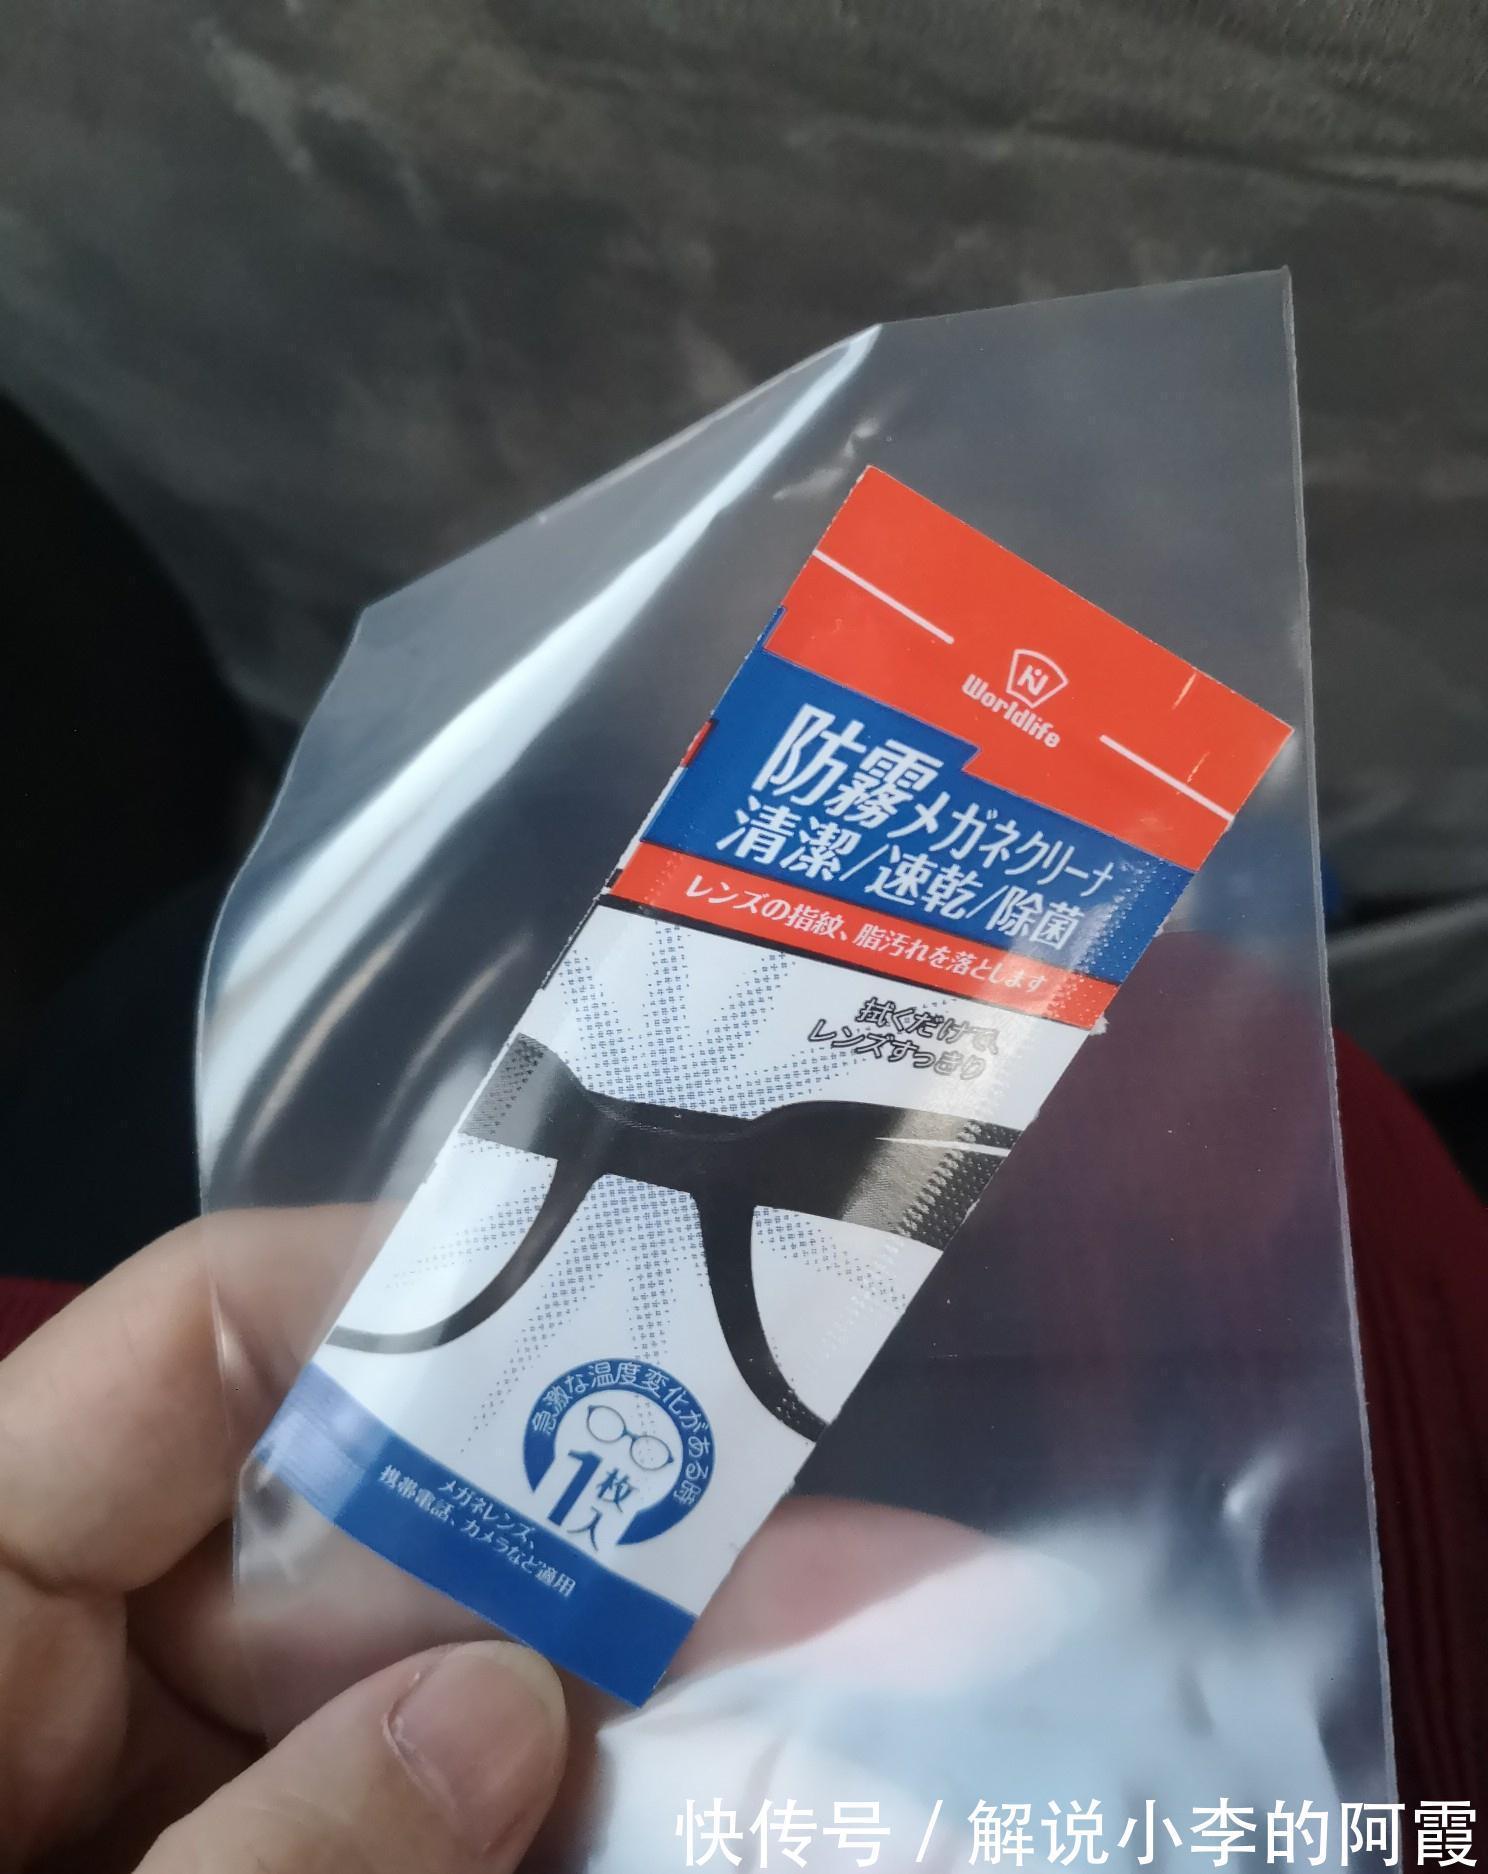 Worldlife
防霧メガネクリーナ
清潔/速乾/除菌
レンズの指紋、脂汚れを落とします
拭くだけで、
レンズすっきり
急激な温度変化がある時
1枚入
メガネレンズ、
携帯電話、カメラなど適用
快传号 / 解说小李的阿霞